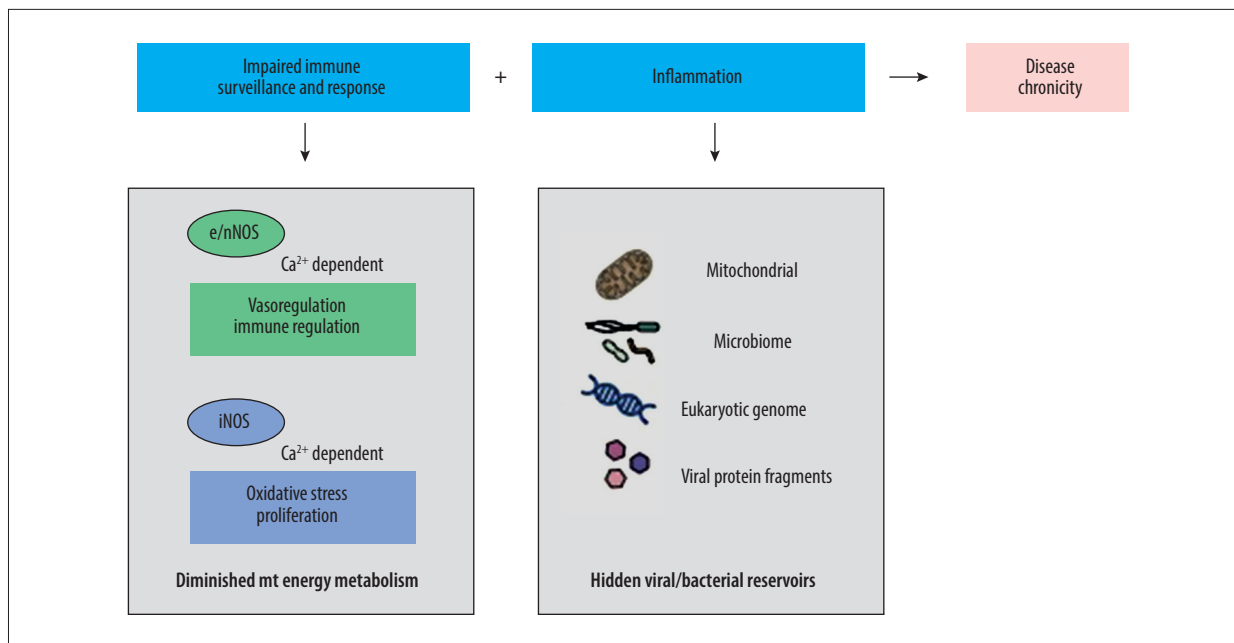 Impaired immune
surveillance and response
+
Inflammation
Disease
chronicity
e/nNOS
Ca²⁺ dependent
Vasoregulation
immune regulation
iNOS
Ca²⁺ dependent
Oxidative stress
proliferation
Diminished mt energy metabolism
Mitochondrial
Microbiome
Eukaryotic genome
Viral protein fragments
Hidden viral/bacterial reservoirs